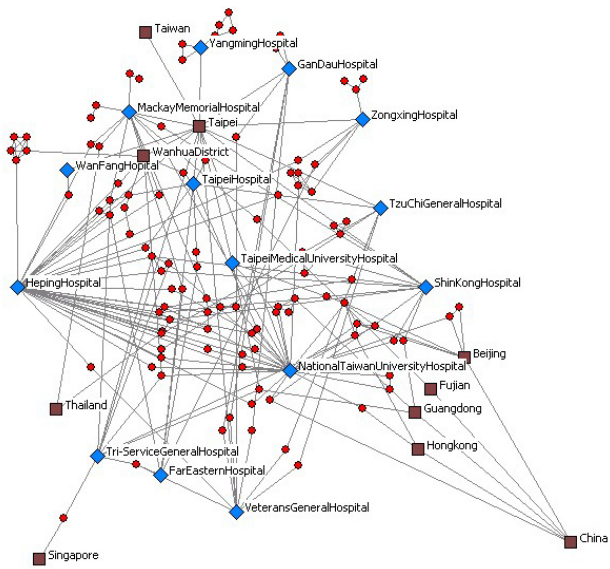 Taiwan
YangmingHospital
GanDauHospital
MackayMemorialHospital
Taipei
ZongxingHospital
WanhuaDistrict
WanFangHopital
TaipeiHospital
TzuChiGeneralHospital
TaipeiMedicalUniversityHospital
HepingHospital
ShinKongHospital
Beijing
NationalTaiwanUniversityHospital
Fujian
Thailand
Guangdong
Hongkong
Tri-ServiceGeneralHospital
FarEasternHospital
VeteransGeneralHospital
China
Singapore